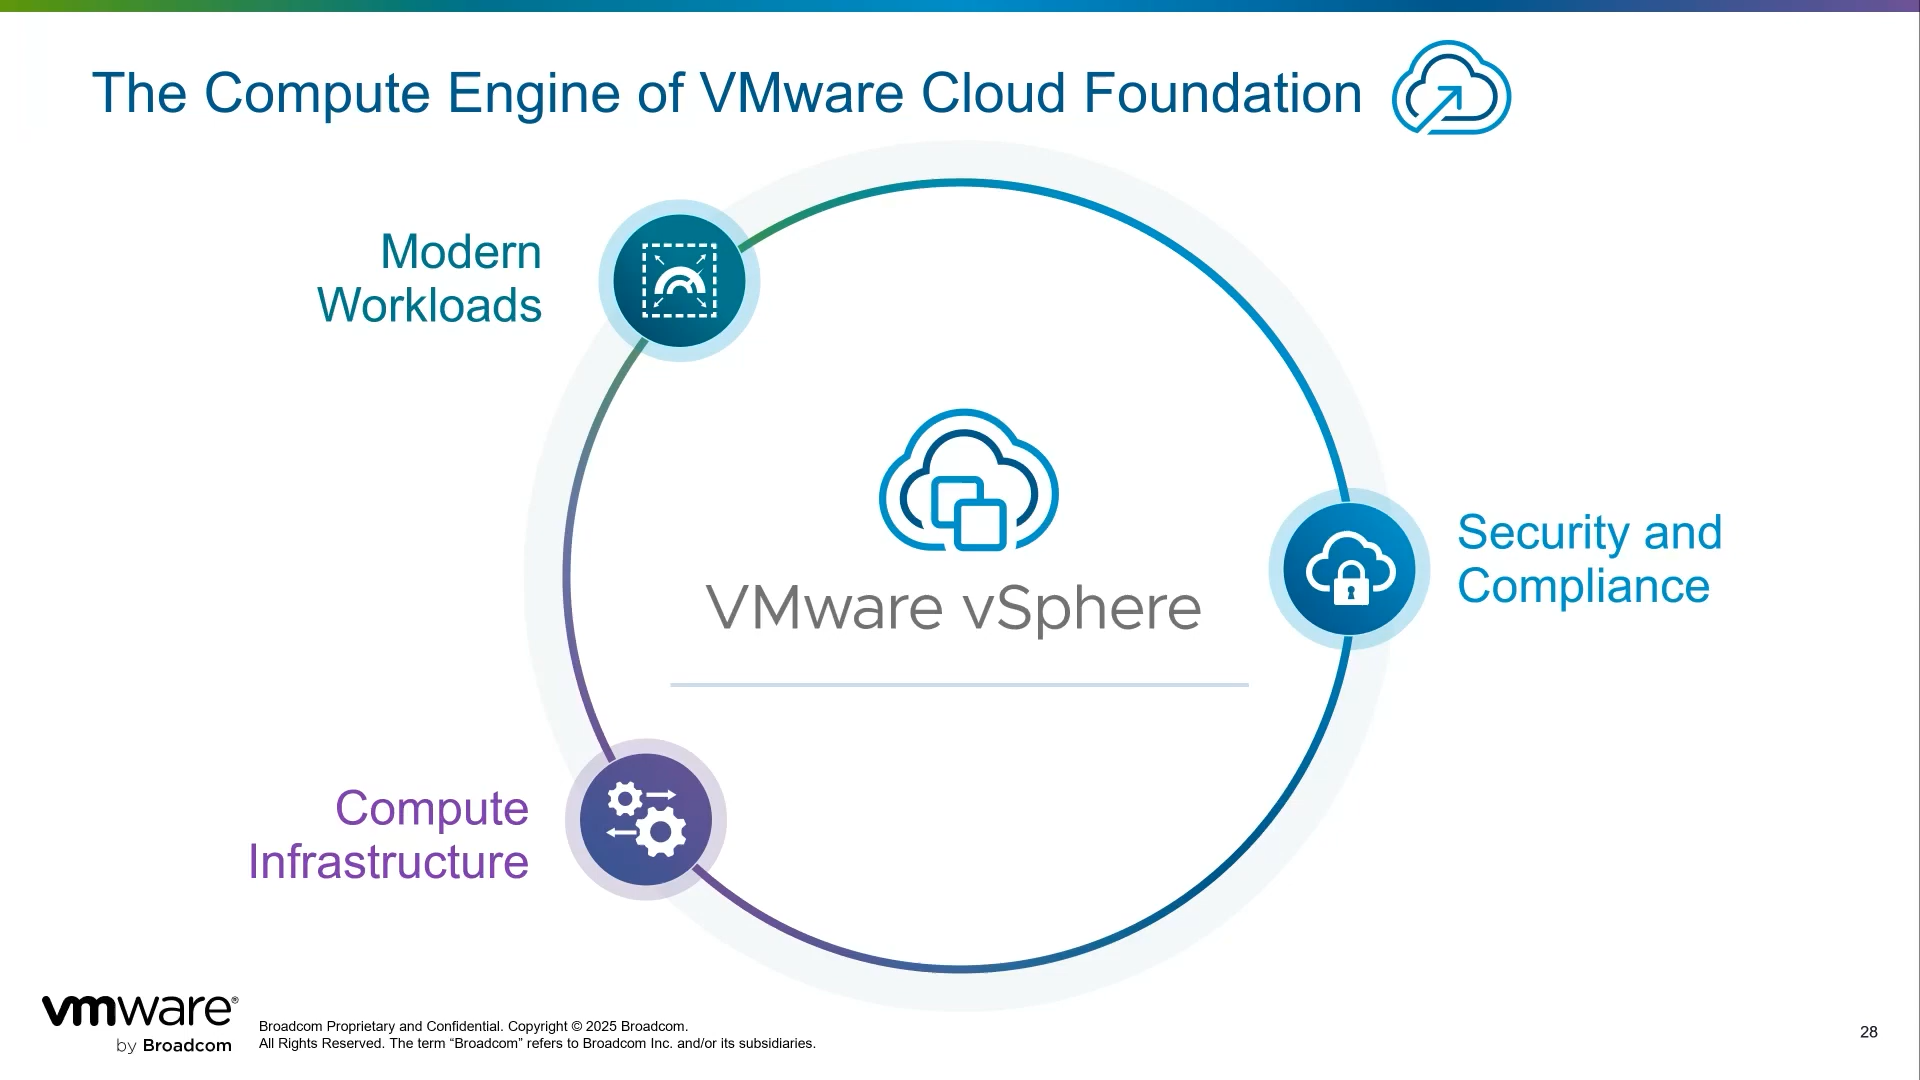 The Compute Engine of VMware Cloud Foundation
Modern
Workloads
VMware vSphere
Security and
Compliance
Compute
Infrastructure
vmware®
by Broadcom
Broadcom Proprietary and Confidential. Copyright © 2025 Broadcom.
All Rights Reserved. The term “Broadcom” refers to Broadcom Inc. and/or its subsidiaries.
28